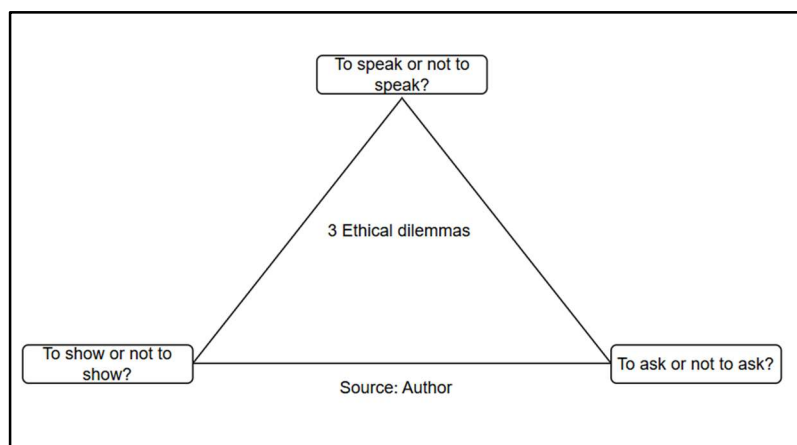 To speak or not to
speak?
3 Ethical dilemmas
To show or not to
show?
To ask or not to ask?
Source: Author